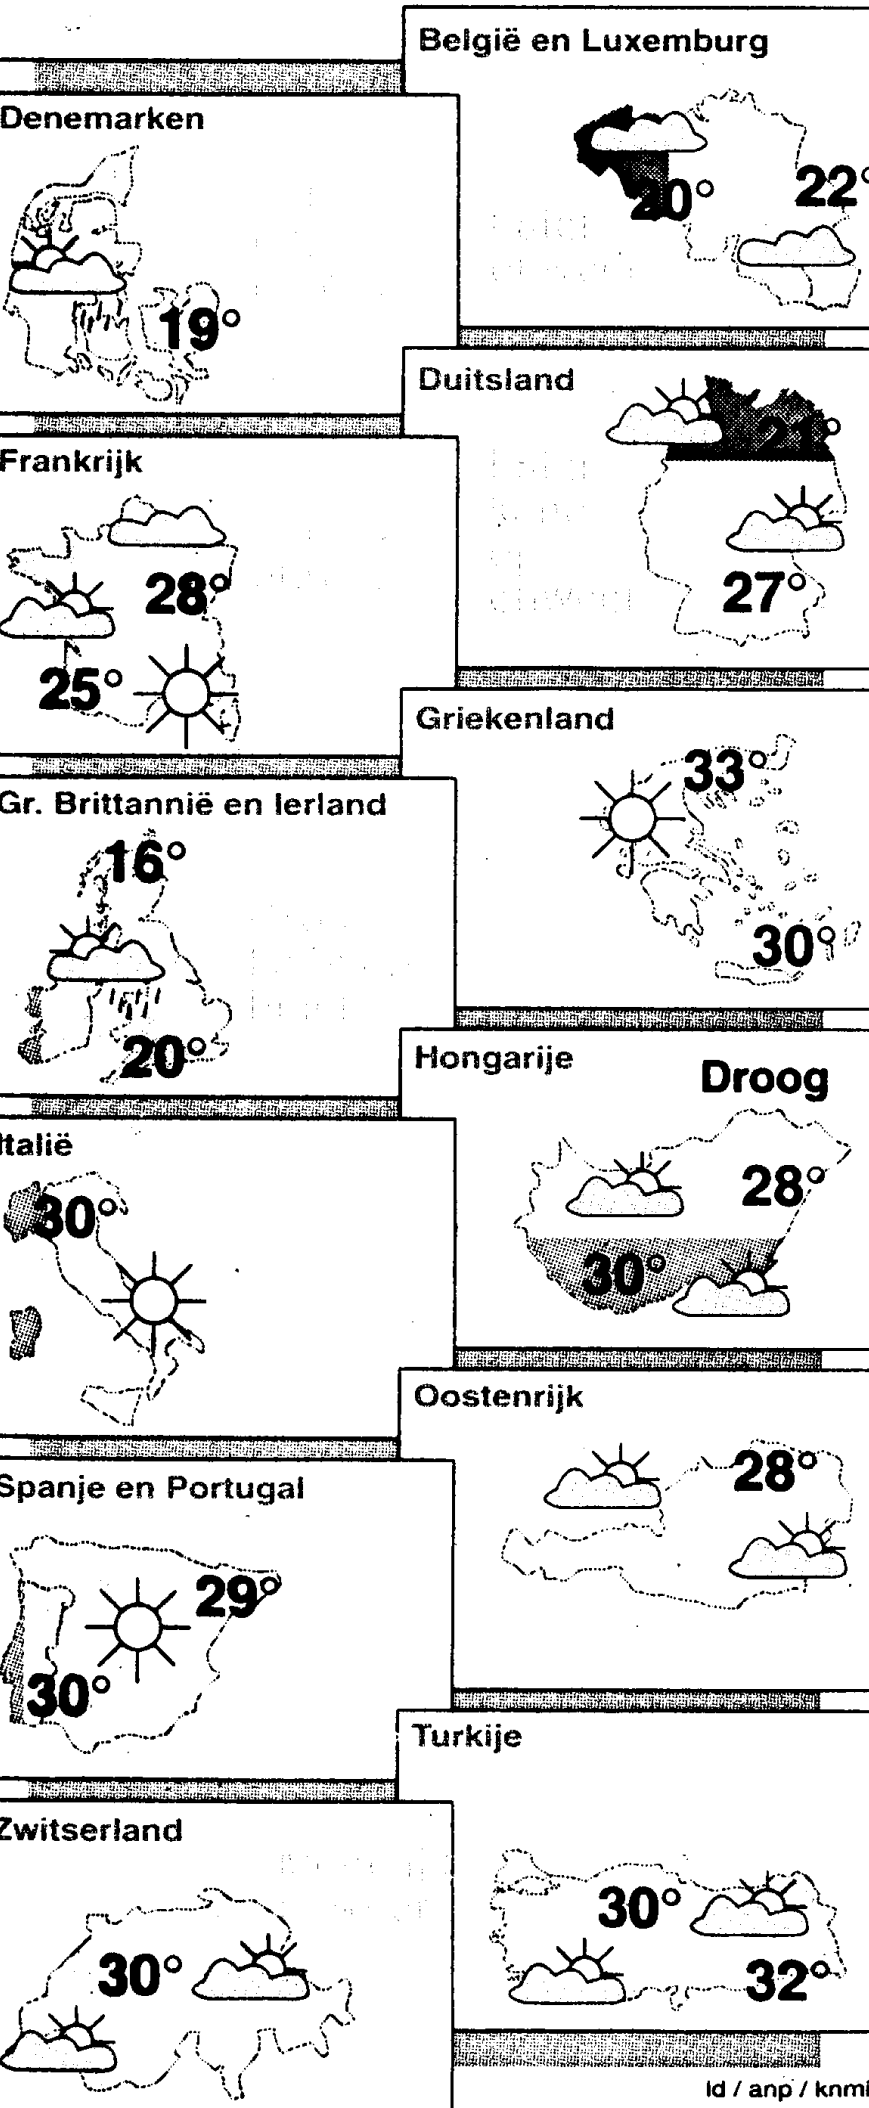 België en Luxemburg
20°
22°
Denemarken
19°
Duitsland
21°
27°
Frankrijk
28°
25°
Griekenland
33°
30°
Gr. Brittannië en Ierland
16°
20°
Hongarije
Droog
28°
30°
Italië
30°
Oostenrijk
28°
Spanje en Portugal
29°
30°
Turkije
30°
32°
Zwitserland
30°
ld / anp / knmi